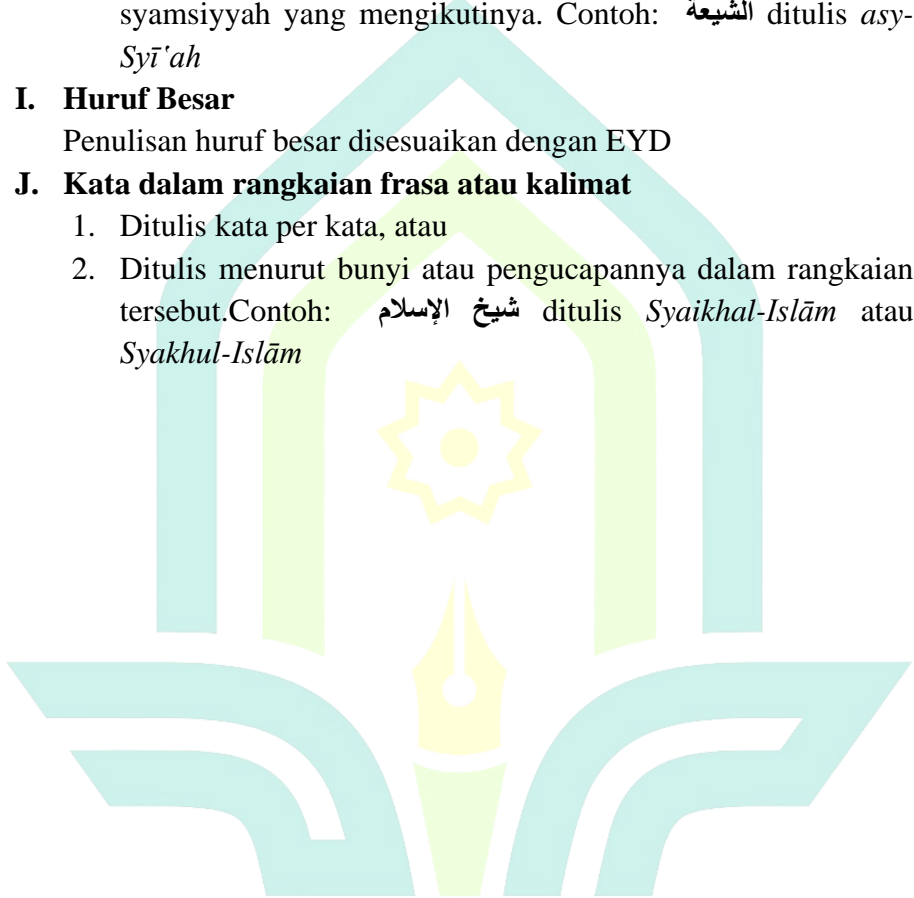 syamsiyyah yang mengikutinya. Contoh: الشيعة ditulis asy-
Syī‛ah
I. Huruf Besar
Penulisan huruf besar disesuaikan dengan EYD
J. Kata dalam rangkaian frasa atau kalimat
1. Ditulis kata per kata, atau
2. Ditulis menurut bunyi atau pengucapannya dalam rangkaian
tersebut.Contoh: شيخ الإسلام ditulis Syaikhal-Islām atau
Syakhul-Islām